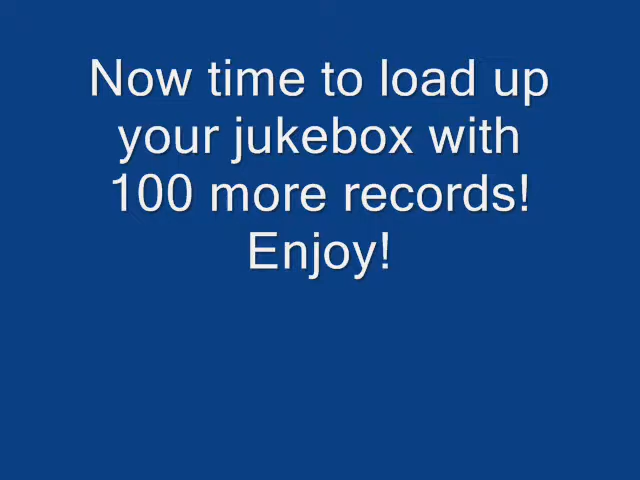 Now time to load up
your jukebox with
100 more records!
Enjoy!